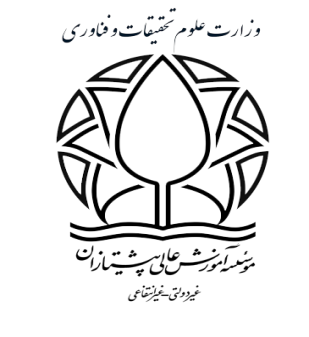 وزارت علوم تحقیقات و فناوری
موسسه آموزش عالی پیشتازان
غیردولتی-غیرانتفاعی